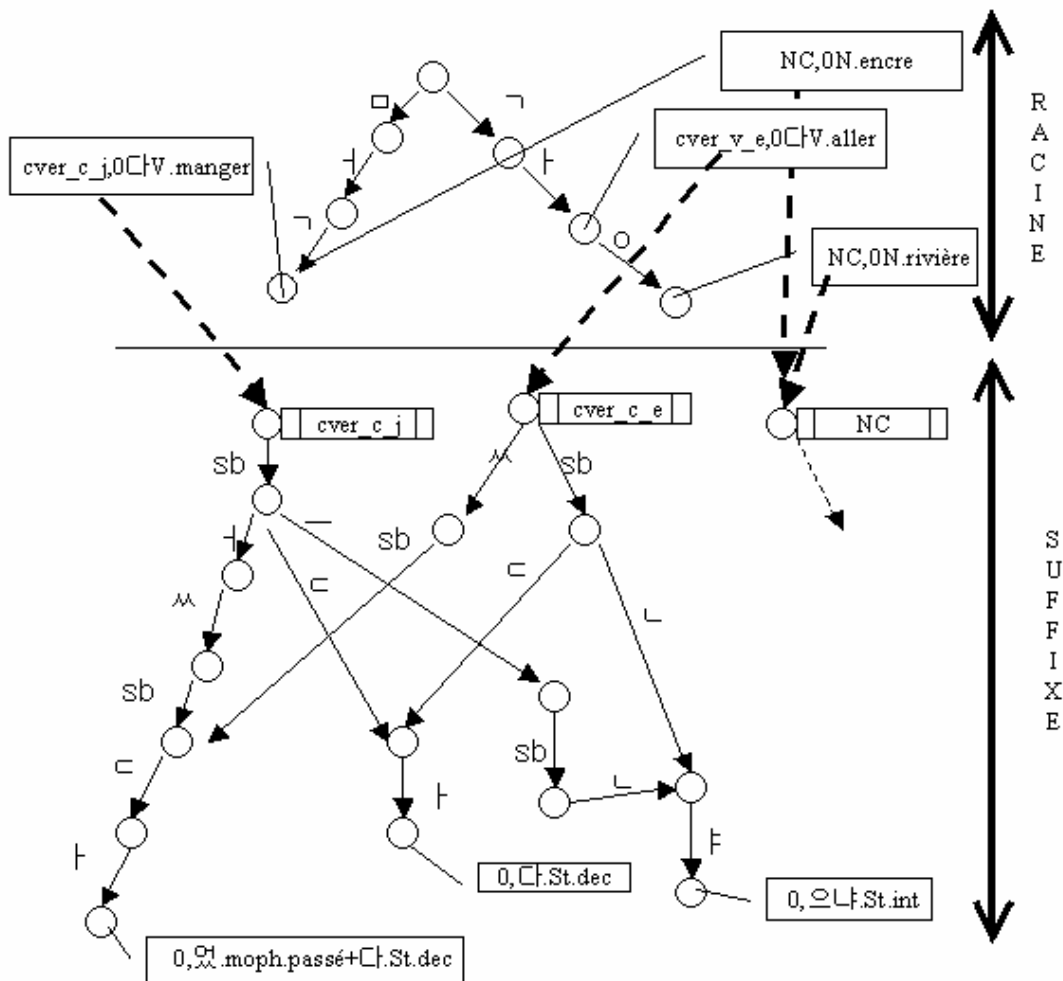 NC,0N.encre
ㅁ
ㄱ
cver_v_e,0다V.aller
cver_c_j,0다V.manger
ㅓ
ㅏ
ㄱ
ㅇ
NC,0N.rivière
RACINE
cver_c_j
cver_c_e
NC
sb
ㅆ
sb
ㅓ
ㅡ
sb
ㄷ
ㄷ
ㅆ
ㄴ
sb
sb
ㄷ
ㄴ
ㅏ
ㅏ
ㅑ
0,다.St.dec
0,으냐.St.int
0,었.moph.passé+다.St.dec
SUFFIXE